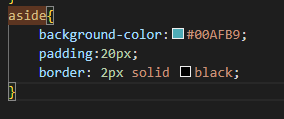 aside{
    background-color:#00AFB9;
    padding:20px;
    border: 2px solid black;
}